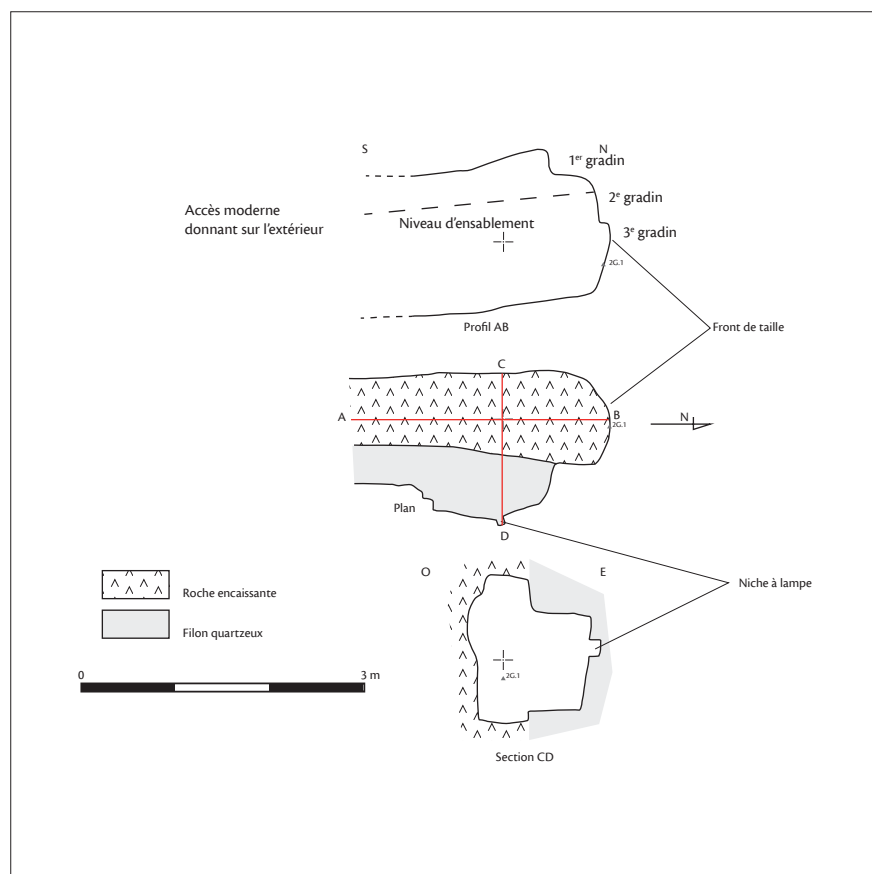 S
N
1er gradin
2e gradin
Accès moderne
donnant sur l'extérieur
Niveau d'ensablement
3e gradin
2G.1
Profil AB
Front de taille
C
A
B
2G.1
N
Plan
D
O
E
Niche à lampe
Roche encaissante
Filon quartzeux
2G.1
0
3 m
Section CD